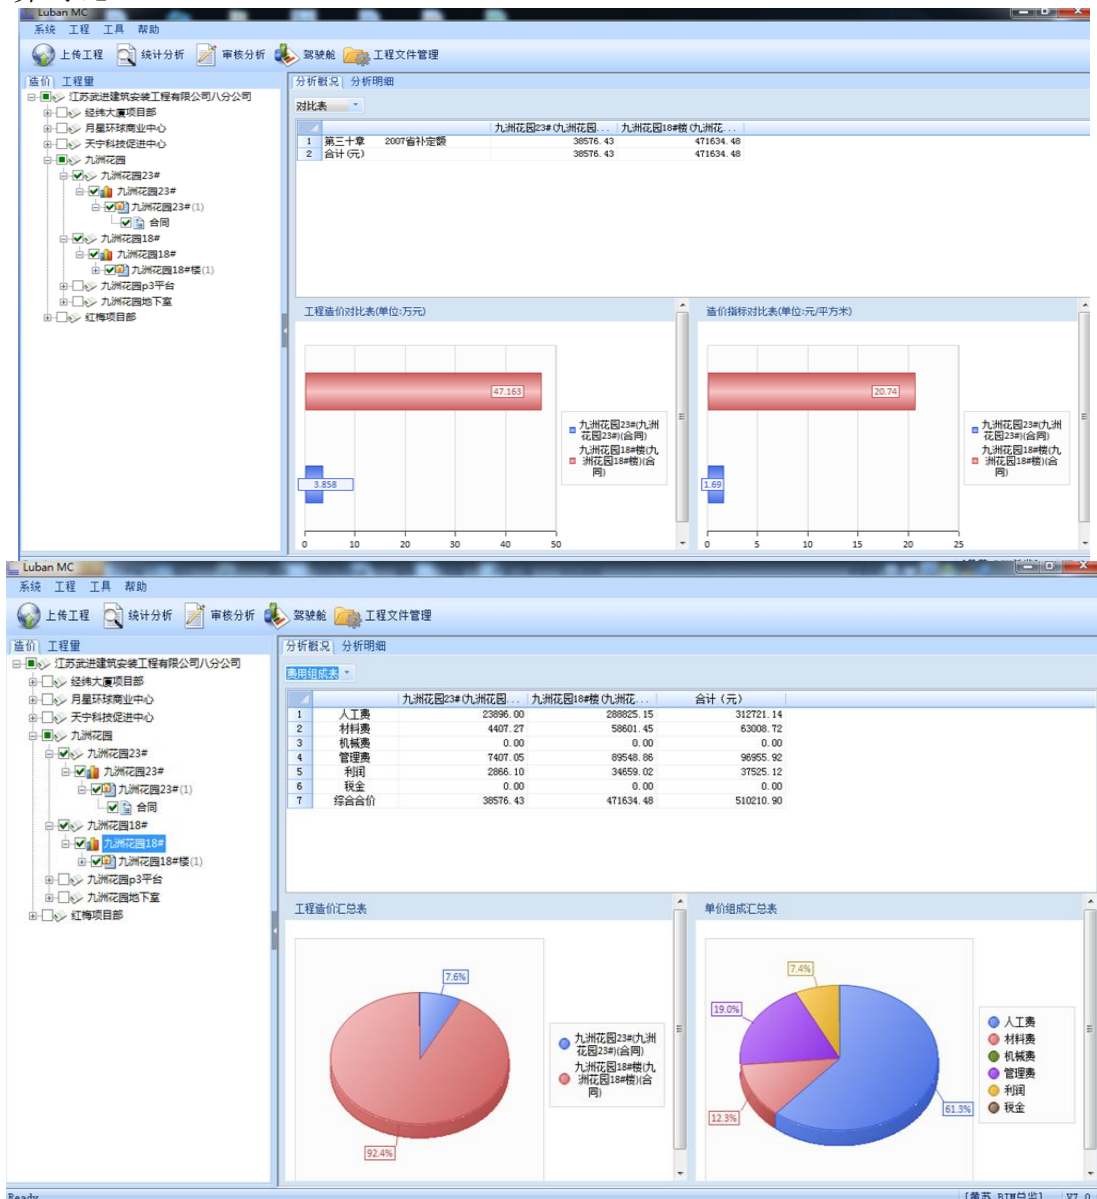 Luban MC
系统 工程 工具 帮助
上传工程 统计分析 审核分析 驾驶舱 工程文件管理
造价 工程量
江苏武进建筑安装工程有限公司八分公司
经纬大厦项目部
月星环球商业中心
天宁科技促进中心
九洲花园
九洲花园23#
九洲花园23#
九洲花园23#(1)
合同
九洲花园18#
九洲花园18#
九洲花园18#楼(1)
九洲花园p3平台
九洲花园地下室
红梅项目部
分析概况 分析明细
对比表
九洲花园23#(九洲花园... 九洲花园18#楼(九洲花...
1 第三十章 2007省补定额 38576.43 471634.48
2 合计(元) 38576.43 471634.48
工程造价对比表(单位:万元)
47.163
3.858
0 10 20 30 40 50
九洲花园23#(九洲
花园23#)(合同)
九洲花园18#楼(九
洲花园18#楼)(合
同)
造价指标对比表(单位:元/平方米)
20.74
1.69
0 5 10 15 20 25
九洲花园23#(九洲
花园23#)(合同)
九洲花园18#楼(九
洲花园18#楼)(合
同)
Luban MC
系统 工程 工具 帮助
上传工程 统计分析 审核分析 驾驶舱 工程文件管理
造价 工程量
江苏武进建筑安装工程有限公司八分公司
经纬大厦项目部
月星环球商业中心
天宁科技促进中心
九洲花园
九洲花园23#
九洲花园23#
九洲花园23#(1)
合同
九洲花园18#
九洲花园18#
九洲花园18#楼(1)
九洲花园p3平台
九洲花园地下室
红梅项目部
分析概况 分析明细
费用组成表
九洲花园23#(九洲花园... 九洲花园18#楼(九洲花... 合计（元）
1 人工费 23896.00 288825.15 312721.14
2 材料费 4407.27 58601.45 63008.72
3 机械费 0.00 0.00 0.00
4 管理费 7407.05 89548.86 96955.92
5 利润 2866.10 34659.02 37525.12
6 税金 0.00 0.00 0.00
7 综合合价 38576.43 471634.48 510210.90
工程造价汇总表
7.6%
92.4%
九洲花园23#(九洲
花园23#)(合同)
九洲花园18#楼(九
洲花园18#楼)(合
同)
单价组成汇总表
7.4%
19.0%
12.3%
61.3%
人工费
材料费
机械费
管理费
利润
税金
Ready
[黄苏 BIM总监] V7.0